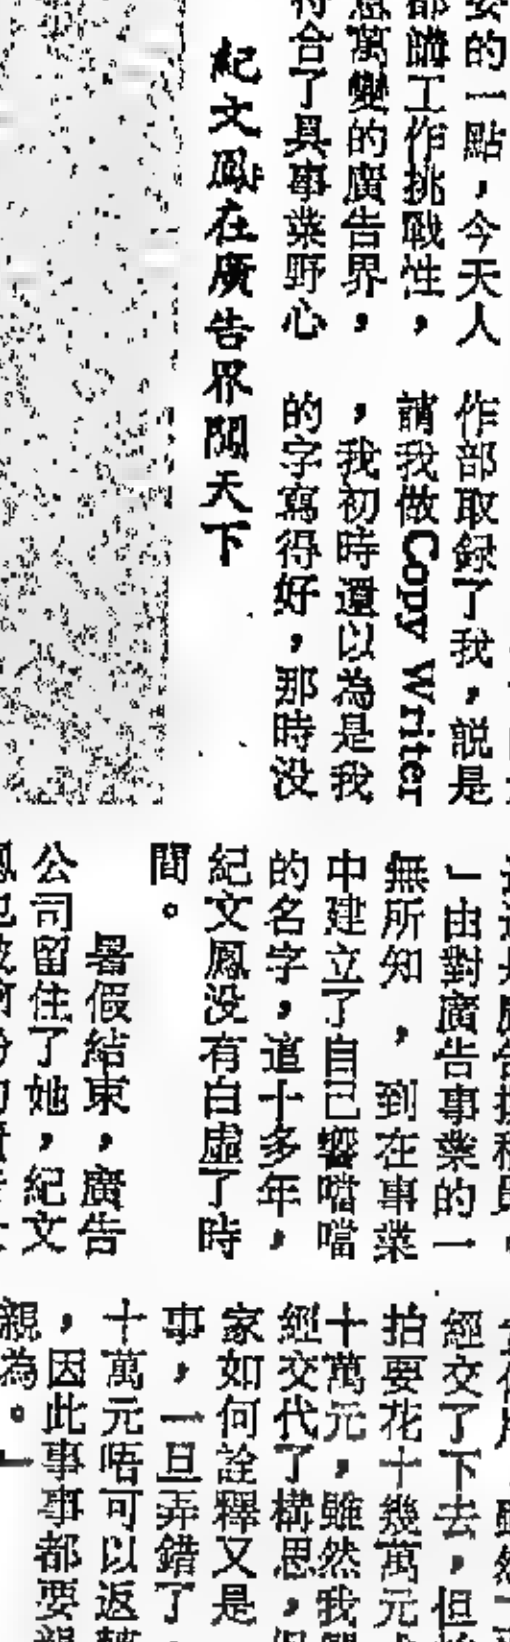 要的一點，今天人
都講工作挑戰性，
意萬變的廣告界，
符合了具事業野心
紀文鳳在廣告界闖天下
作部取録了我，説是
請我做Copy Writer
，我初時還以為是我
的字寫得好，那時没
」由對廣告事業的一
無所知，到在事業
中建立了自己響噹噹
的名字，這十多年，
紀文鳳没有白虛了時
間。
暑假結束，廣告
公司留住了她，紀文
經交了下去，但
拍要花十幾萬元
十萬元，雖然我
經交代了構思，
家如何詮釋又是
事，一旦弄錯了，
十萬元唔可以返
，因此事事都要親
親為。」